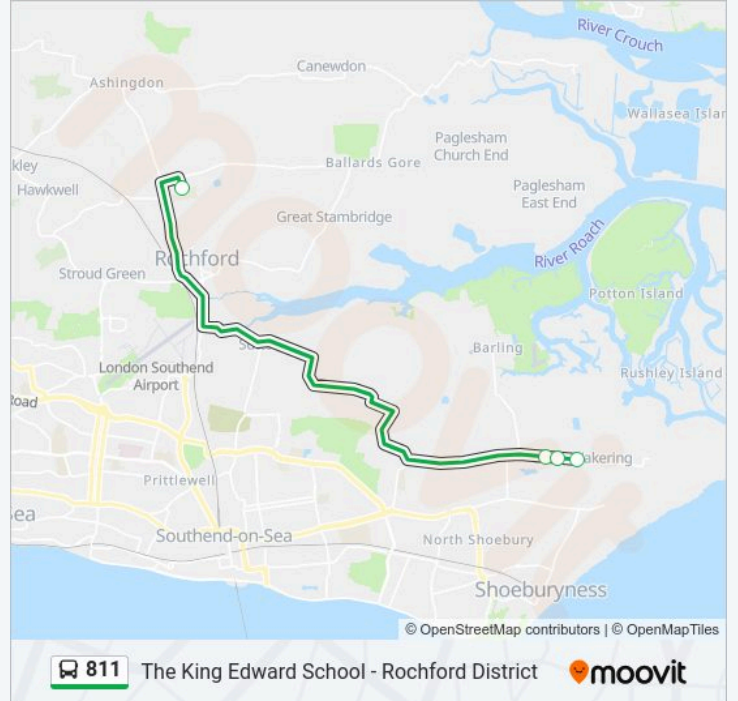 River Crouch
Canewdon
Ashingdon
Wallasea Islan
Paglesham
Church End
kley
Ballards Gore
Hawkwell
Paglesham
East End
Great Stambridge
River Roach
Rochford
Stroud Green
Potton Island
Barling
London Southend
Airport
Rushley Island
Road
akering
Prittlewell
ea
Southend-on-Sea
North Shoebury
Shoeburyness
moovit
© OpenStreetMap contributors | © OpenMapTiles
811 The King Edward School - Rochford District moovit